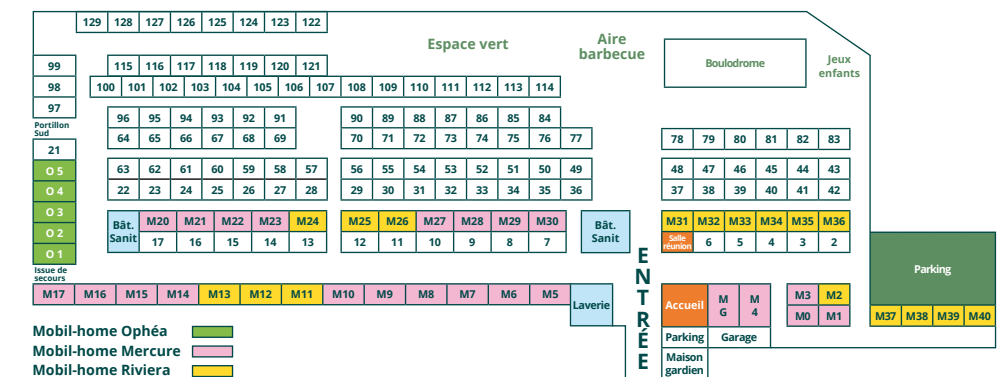 129 128 127 126 125 124 123 122
Espace vert
Aire
barbecue
Boulodrome
Jeux
enfants
99
115 116 117 118 119 120 121
98
100 101 102 103 104 105 106 107 108 109 110 111 112 113 114
97
96 95 94 93 92 91
90 89 88 87 86 85 84
Portillon
Sud
64 65 66 67 68 69
70 71 72 73 74 75 76 77
78 79 80 81 82 83
21
O 5
63 62 61 60 59 58 57
56 55 54 53 52 51 50 49
48 47 46 45 44 43
O 4
22 23 24 25 26 27 28
29 30 31 32 33 34 35 36
37 38 39 40 41 42
O 3
O 2
O 1
Bât.
Sanit
M20 M21 M22 M23 M24
17 16 15 14 13
M25 M26 M27 M28 M29 M30
12 11 10 9 8 7
Bât.
Sanit
M31 M32 M33 M34 M35 M36
Salle
réunion
6 5 4 3 2
Issue de
secours
M17 M16 M15 M14 M13 M12 M11 M10 M9 M8 M7 M6 M5
Laverie
ENTRÉE
Accueil
M
G
M
4
M3 M2
M0 M1
Parking
M37 M38 M39 M40
Parking
Garage
Maison
gardien
Mobil-home Ophéa
Mobil-home Mercure
Mobil-home Riviera